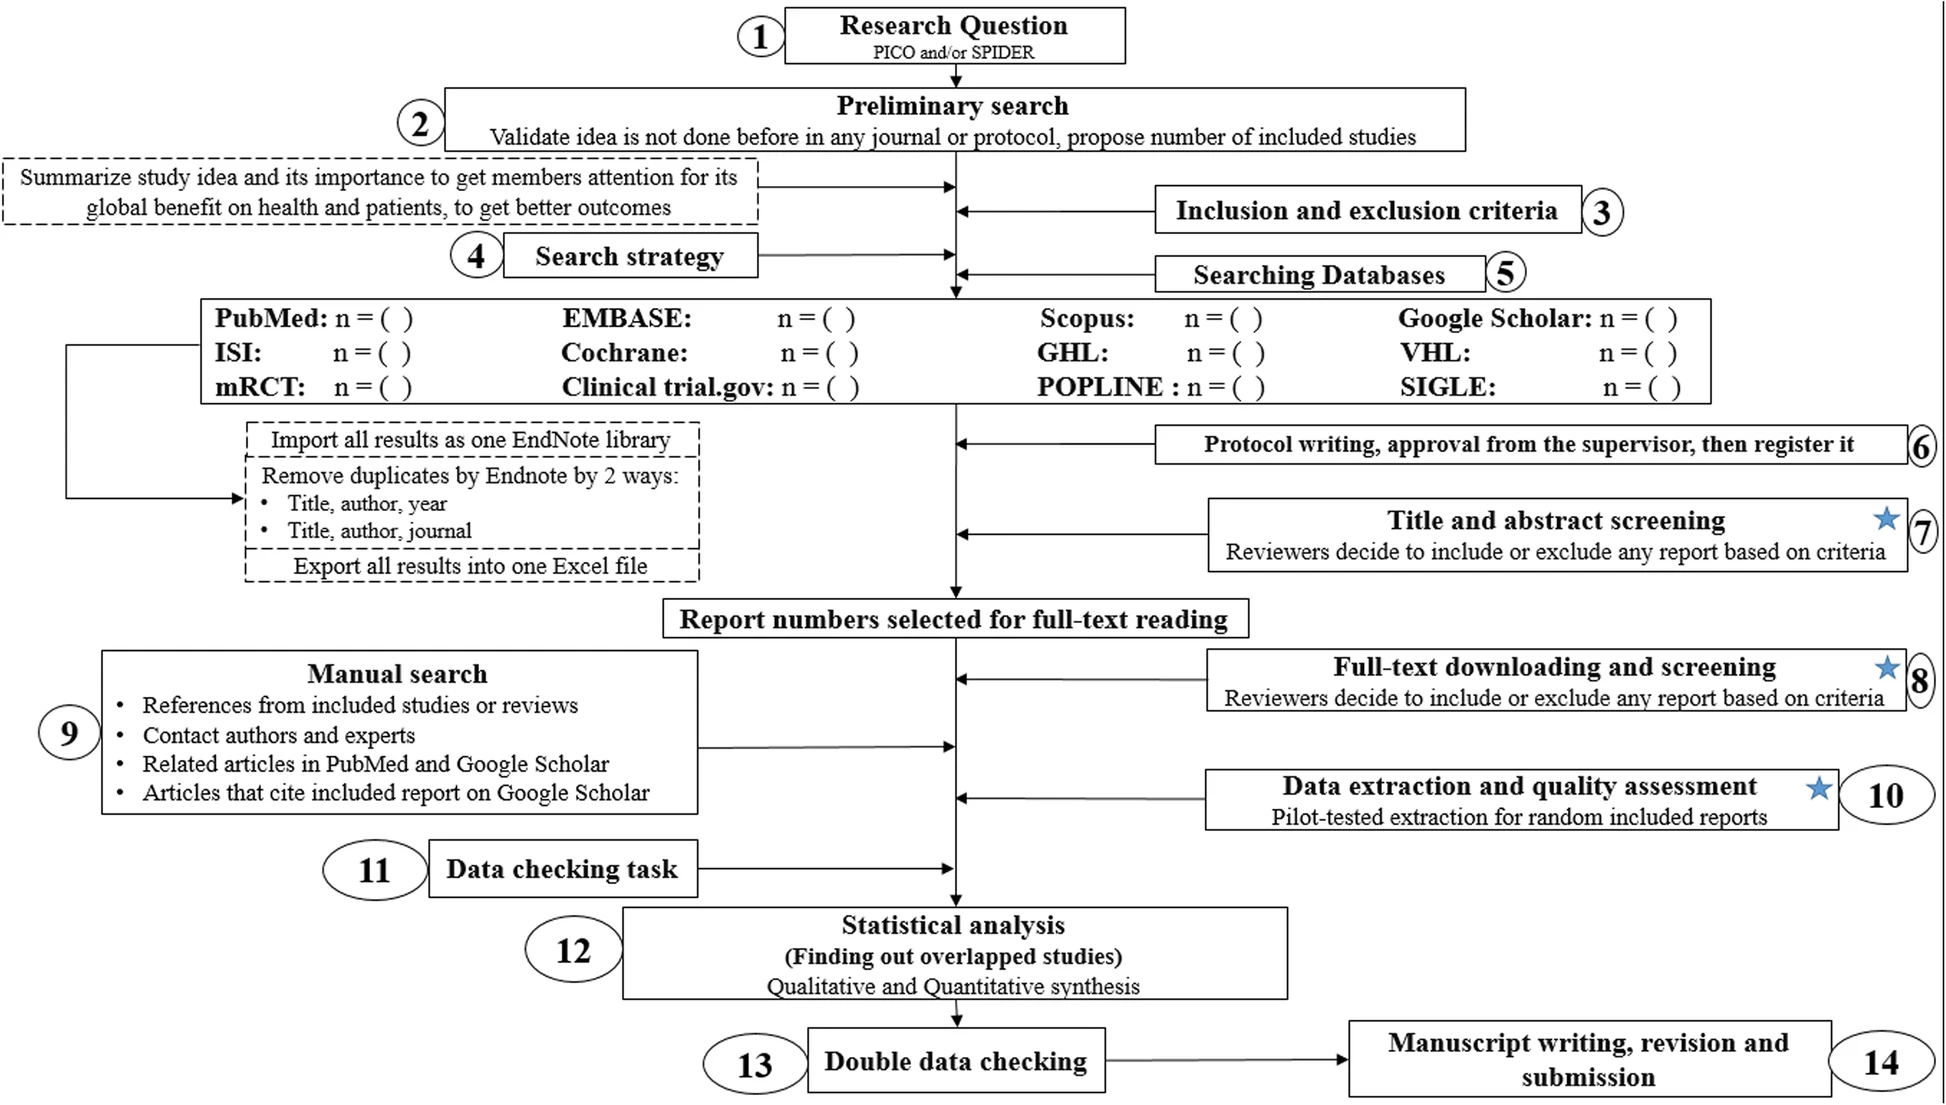 1
Research Question
PICO and/or SPIDER
2
Preliminary search
Validate idea is not done before in any journal or protocol, propose number of included studies
Summarize study idea and its importance to get members attention for its
global benefit on health and patients, to get better outcomes
Inclusion and exclusion criteria
3
4
Search strategy
Searching Databases
5
PubMed: n = ( ) EMBASE: n = ( ) Scopus: n = ( ) Google Scholar: n = ( )
ISI: n = ( ) Cochrane: n = ( ) GHL: n = ( ) VHL: n = ( )
mRCT: n = ( ) Clinical trial.gov: n = ( ) POPLINE : n = ( ) SIGLE: n = ( )
Import all results as one EndNote library
Remove duplicates by Endnote by 2 ways:
• Title, author, year
• Title, author, journal
Export all results into one Excel file
Protocol writing, approval from the supervisor, then register it
6
Title and abstract screening
Reviewers decide to include or exclude any report based on criteria
7
Report numbers selected for full-text reading
Full-text downloading and screening
Reviewers decide to include or exclude any report based on criteria
8
9
Manual search
• References from included studies or reviews
• Contact authors and experts
• Related articles in PubMed and Google Scholar
• Articles that cite included report on Google Scholar
Data extraction and quality assessment
Pilot-tested extraction for random included reports
10
11
Data checking task
12
Statistical analysis
(Finding out overlapped studies)
Qualitative and Quantitative synthesis
13
Double data checking
Manuscript writing, revision and
submission
14